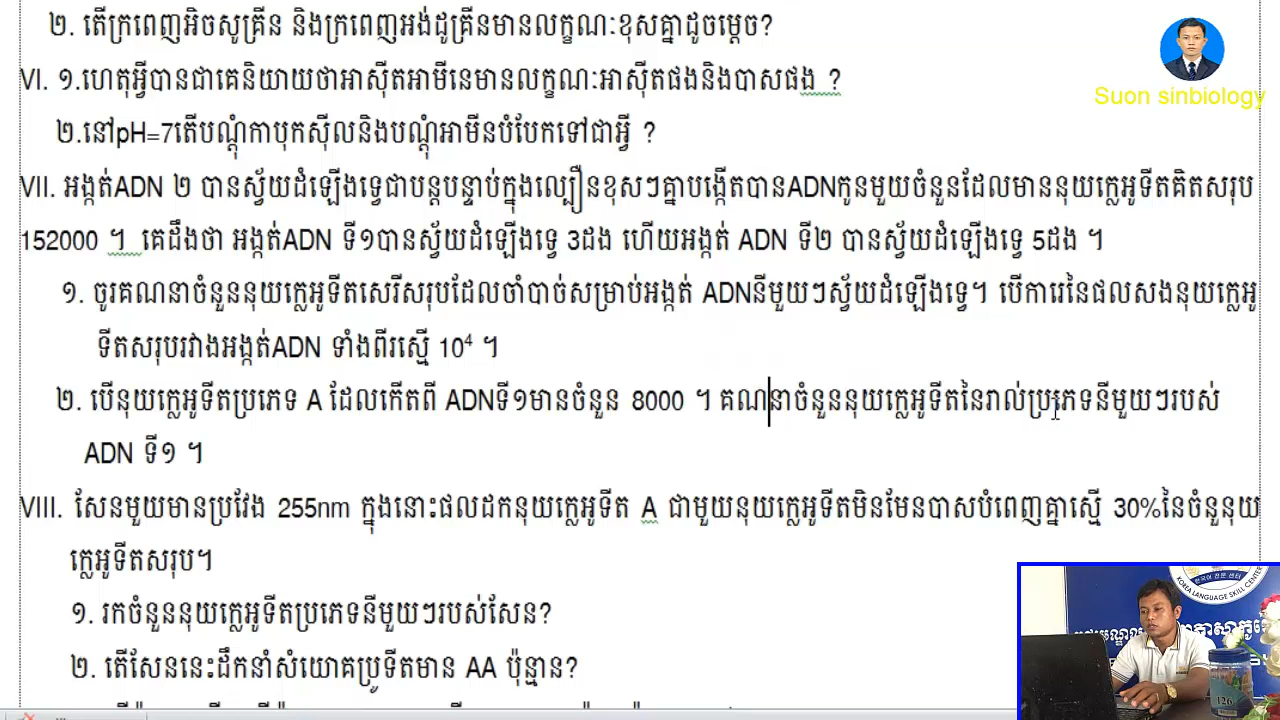 ២. តើក្រពេញអិចសូគ្រីន និងក្រពេញអង់ដូគ្រីនមានលក្ខណៈខុសគ្នាដូចម្តេច?
Suon sinbiology
VI. ១.ហេតុអ្វីបានជាគេនិយាយថាអាស៊ីតអាមីនេមានលក្ខណៈអាស៊ីតផងនិងបាសផង ?
២.នៅpH=7តើបណ្តុំកាបុកស៊ីលនិងបណ្តុំអាមីនបំបែកទៅជាអ្វី ?
VII. អង្កត់ADN ២ បានស្វ័យដំឡើងទ្វេជាបន្តបន្ទាប់ក្នុងល្បឿនខុសៗគ្នាបង្កើតបានADNកូនមួយចំនួនដែលមាននុយក្លេអូទីតគិតសរុប
152000 ។ គេដឹងថា អង្កត់ADN ទី១បានស្វ័យដំឡើងទ្វេ 3ដង ហើយអង្កត់ ADN ទី២ បានស្វ័យដំឡើងទ្វេ 5ដង ។
១. ចូរគណនាចំនួននុយក្លេអូទីតសេរីសរុបដែលចាំបាច់សម្រាប់អង្កត់ ADNនីមួយៗស្វ័យដំឡើងទ្វេ។ បើការេនៃផលសងនុយក្លេអូ
ទីតសរុបរវាងអង្កត់ADN ទាំងពីរស្មើ 10⁴ ។
២. បើនុយក្លេអូទីតប្រភេទ A ដែលកើតពី ADNទី១មានចំនួន 8000 ។ គណនាចំនួននុយក្លេអូទីតនៃរាល់ប្រភេទនីមួយៗរបស់
ADN ទី១ ។
VIII. សែនមួយមានប្រវែង 255nm ក្នុងនោះផលដកនុយក្លេអូទីត A ជាមួយនុយក្លេអូទីតមិនមែនបាសបំពេញគ្នាស្មើ 30%នៃចំនួនុយ
ក្លេអូទីតសរុប។
១. រកចំនួននុយក្លេអូទីតប្រភេទនីមួយៗរបស់សែន?
២. តើសែននេះដឹកនាំសំយោគប្រូទីតមាន AA ប៉ុន្មាន?
KOREA LANGUAGE SKILL CENTER
126